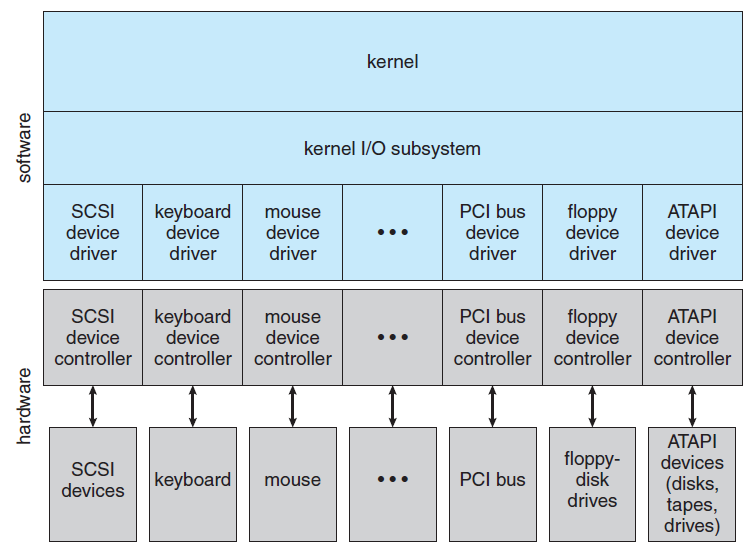 kernel
kernel I/O subsystem
software
SCSI
device
driver
keyboard
device
driver
mouse
device
driver
•••
PCI bus
device
driver
floppy
device
driver
ATAPI
device
driver
hardware
SCSI
device
controller
keyboard
device
controller
mouse
device
controller
•••
PCI bus
device
controller
floppy
device
controller
ATAPI
device
controller
SCSI
devices
keyboard
mouse
•••
PCI bus
floppy-
disk
drives
ATAPI
devices
(disks,
tapes,
drives)